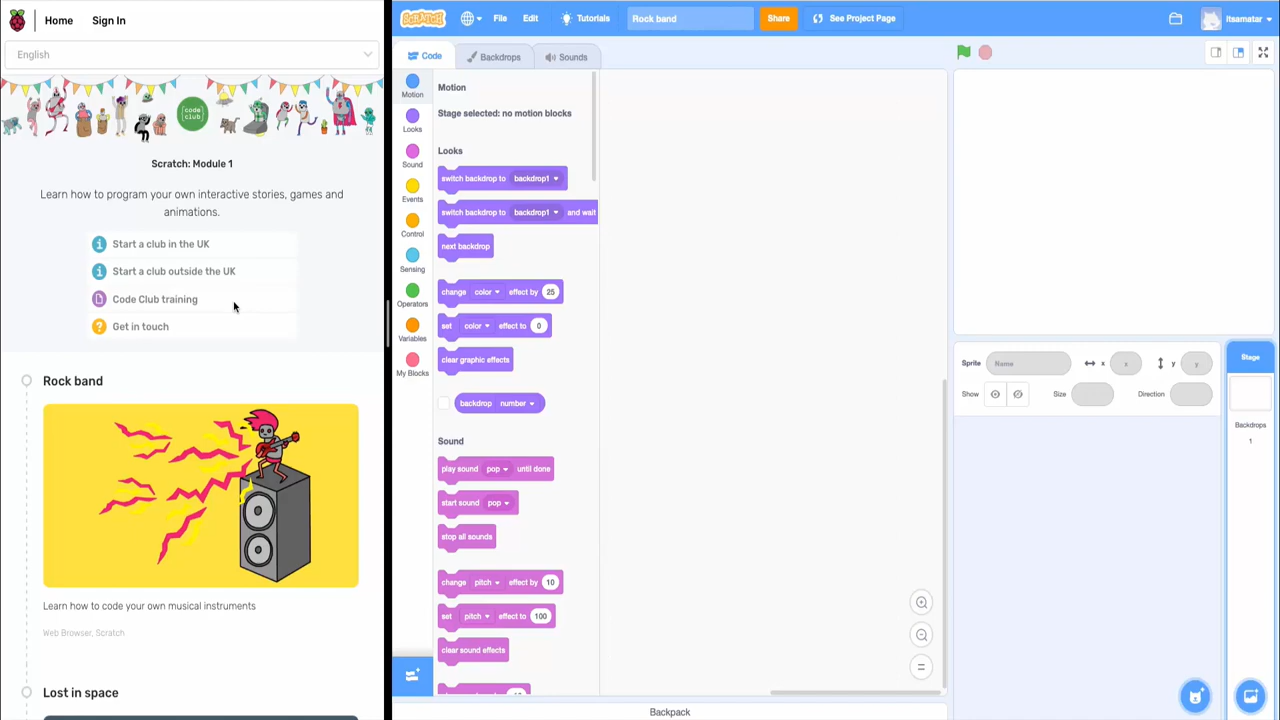 Home Sign In
English
code club
Scratch: Module 1
Learn how to program your own interactive stories, games and
animations.
Start a club in the UK
Start a club outside the UK
Code Club training
Get in touch
Rock band
Learn how to code your own musical instruments
Web Browser, Scratch
Lost in space
SCRATCH File Edit Tutorials Rock band Share See Project Page itsamatar
Code Backdrops Sounds
Motion
Looks
Sound
Events
Control
Sensing
Operators
Variables
My Blocks
Motion
Stage selected: no motion blocks
Looks
switch backdrop to backdrop1
switch backdrop to backdrop1 and wait
next backdrop
change color effect by 25
set color effect to 0
clear graphic effects
backdrop number
Sound
play sound pop until done
start sound pop
stop all sounds
change pitch effect by 10
set pitch effect to 100
clear sound effects
Backpack
Sprite Name x x y y
Show Size Direction
Stage
Backdrops
1